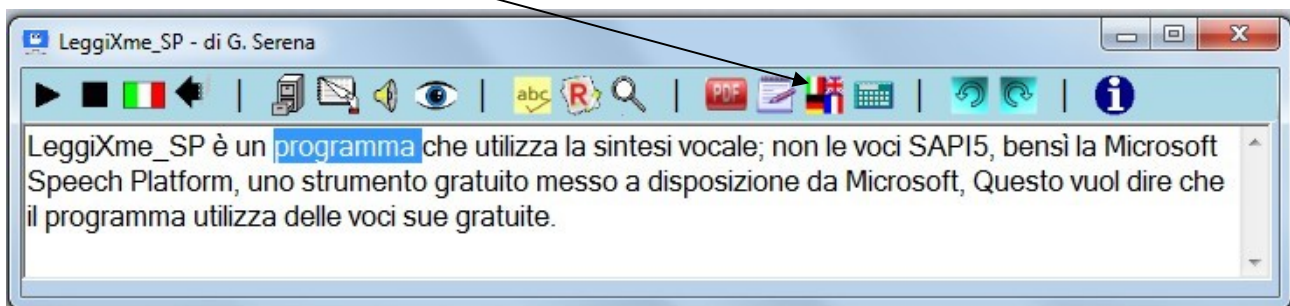 LeggiXme_SP - di G. Serena
abc R PDF i
LeggiXme_SP è un programma che utilizza la sintesi vocale; non le voci SAPI5, bensì la Microsoft
Speech Platform, uno strumento gratuito messo a disposizione da Microsoft, Questo vuol dire che
il programma utilizza delle voci sue gratuite.